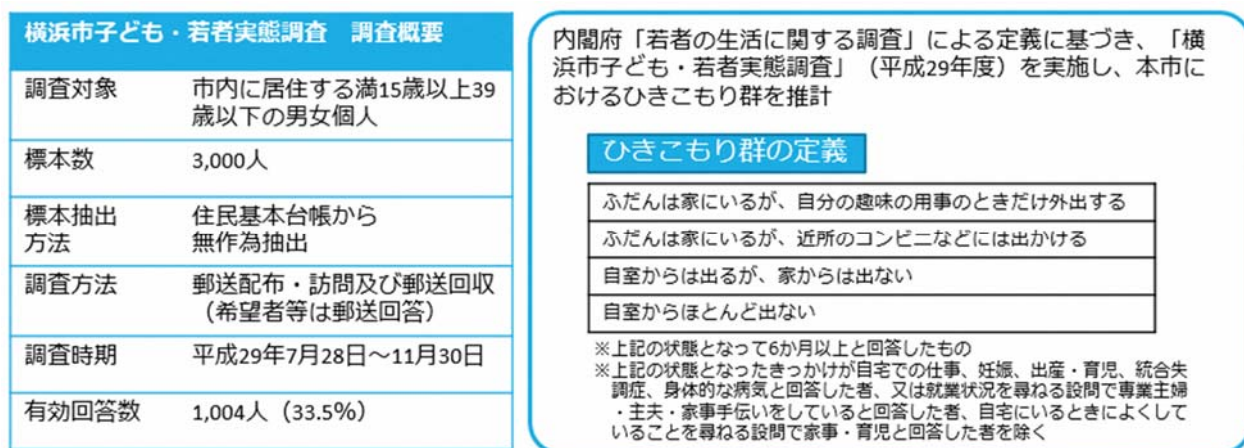 横浜市子ども・若者実態調査　調査概要
調査対象
市内に居住する満15歳以上39
歳以下の男女個人
標本数
3,000人
標本抽出
方法
住民基本台帳から
無作為抽出
調査方法
郵送配布・訪問及び郵送回収
（希望者等は郵送回答）
調査時期
平成29年7月28日～11月30日
有効回答数
1,004人（33.5%）
内閣府「若者の生活に関する調査」による定義に基づき、「横
浜市子ども・若者実態調査」（平成29年度）を実施し、本市に
おけるひきこもり群を推計
ひきこもり群の定義
ふだんは家にいるが、自分の趣味の用事のときだけ外出する
ふだんは家にいるが、近所のコンビニなどには出かける
自室からは出るが、家からは出ない
自室からほとんど出ない
※上記の状態となって6か月以上と回答したもの
※上記の状態となったきっかけが自宅での仕事、妊娠、出産・育児、統合失
調症、身体的な病気と回答した者、又は就業状況を尋ねる設問で専業主婦
・主夫・家事手伝いをしていると回答した者、自宅にいるときによくして
いることを尋ねる設問で家事・育児と回答した者を除く